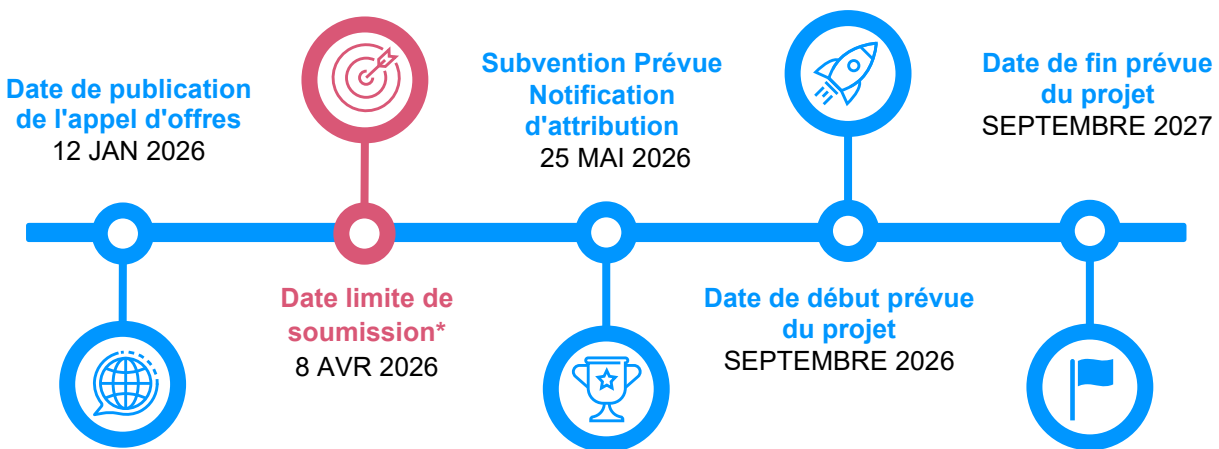 Date de publication
de l'appel d'offres
12 JAN 2026
Date limite de
soumission*
8 AVR 2026
Subvention Prévue
Notification
d'attribution
25 MAI 2026
Date de début prévue
du projet
SEPTEMBRE 2026
Date de fin prévue
du projet
SEPTEMBRE 2027